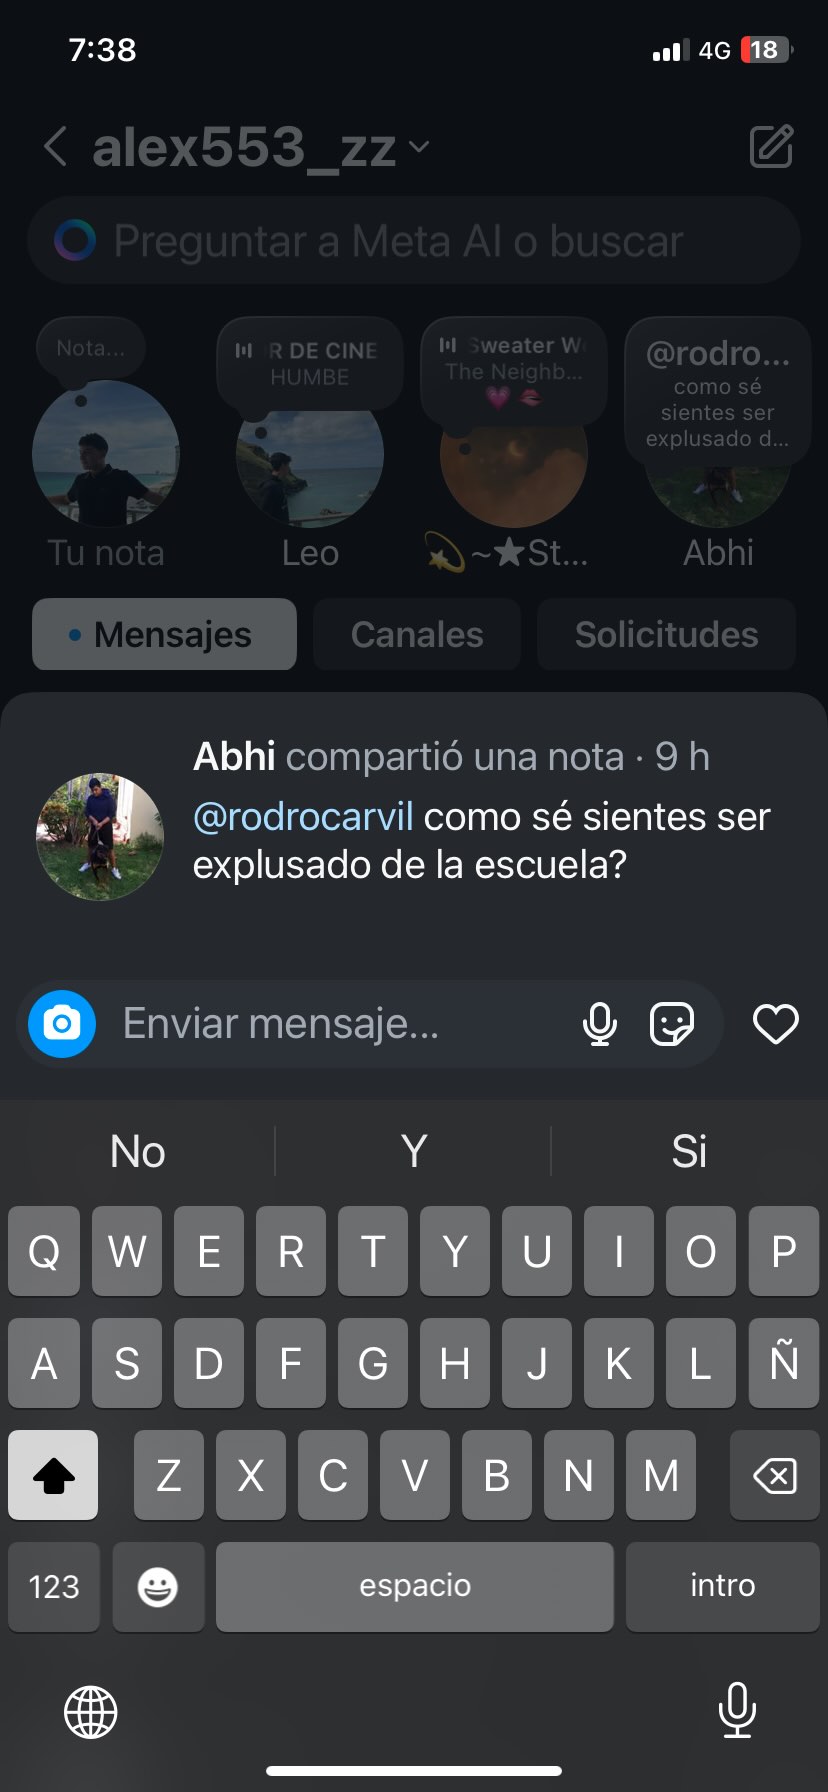 7:38
4G
18
alex553_zz
Preguntar a Meta AI o buscar
Nota...
R DE CINE
HUMBE
Sweater W
The Neighb...
@rodro...
como sé
sientes ser
explusado d...
Tu nota
Leo
~★St...
Abhi
Mensajes
Canales
Solicitudes
Abhi compartió una nota · 9 h
@rodrocarvil como sé sientes ser
explusado de la escuela?
Enviar mensaje...
No
Y
Si
Q W E R T Y U I O P
A S D F G H J K L Ñ
Z X C V B N M
123
espacio
intro